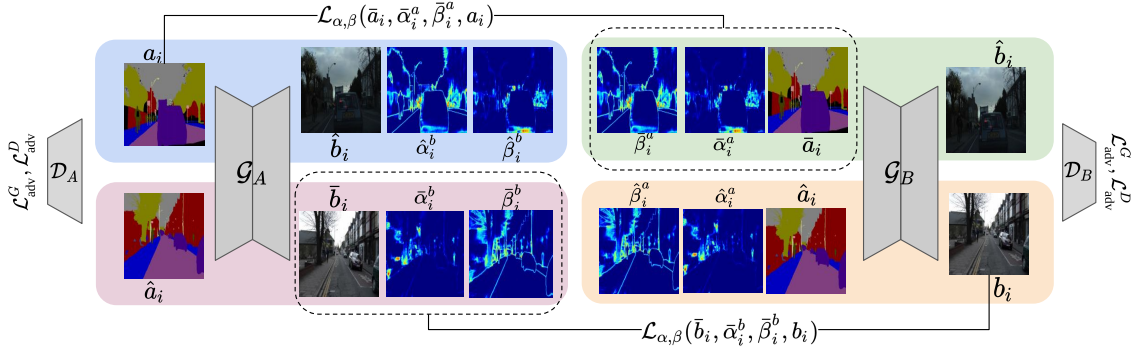 ℒ_{α,β}(ā_i, ᾱ_i^a, β̄_i^a, a_i)
a_i
b̂_i
α̂_i^b
β̂_i^b
β̄_i^a
ᾱ_i^a
ā_i
b̂_i
ℒ_adv^G, ℒ_adv^D
𝒟_A
𝒢_A
𝒢_B
𝒟_B
ℒ_adv^G, ℒ_adv^D
b̄_i
ᾱ_i^b
β̄_i^b
β̂_i^a
α̂_i^a
â_i
â_i
b_i
ℒ_{α,β}(b̄_i, ᾱ_i^b, β̄_i^b, b_i)